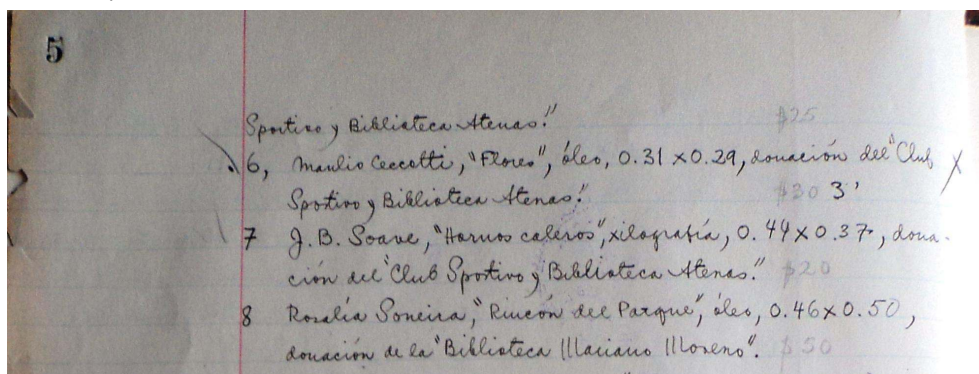 5
Sportivo y Biblioteca Atenas." $25
6, Manlio Ceccotti, "Flores", óleo, 0.31 x 0.29, donación del "Club X
Sportivo y Biblioteca Atenas." $30 3'
7 J. B. Soave, "Hornos caleros", xilografía, 0.44 x 0.37, dona-
ción del "Club Sportivo y Biblioteca Atenas." $20
8 Rosalía Soneira, "Rincón del Parque", óleo, 0.46 x 0.50,
donación de la "Biblioteca Mariano Moreno". $50